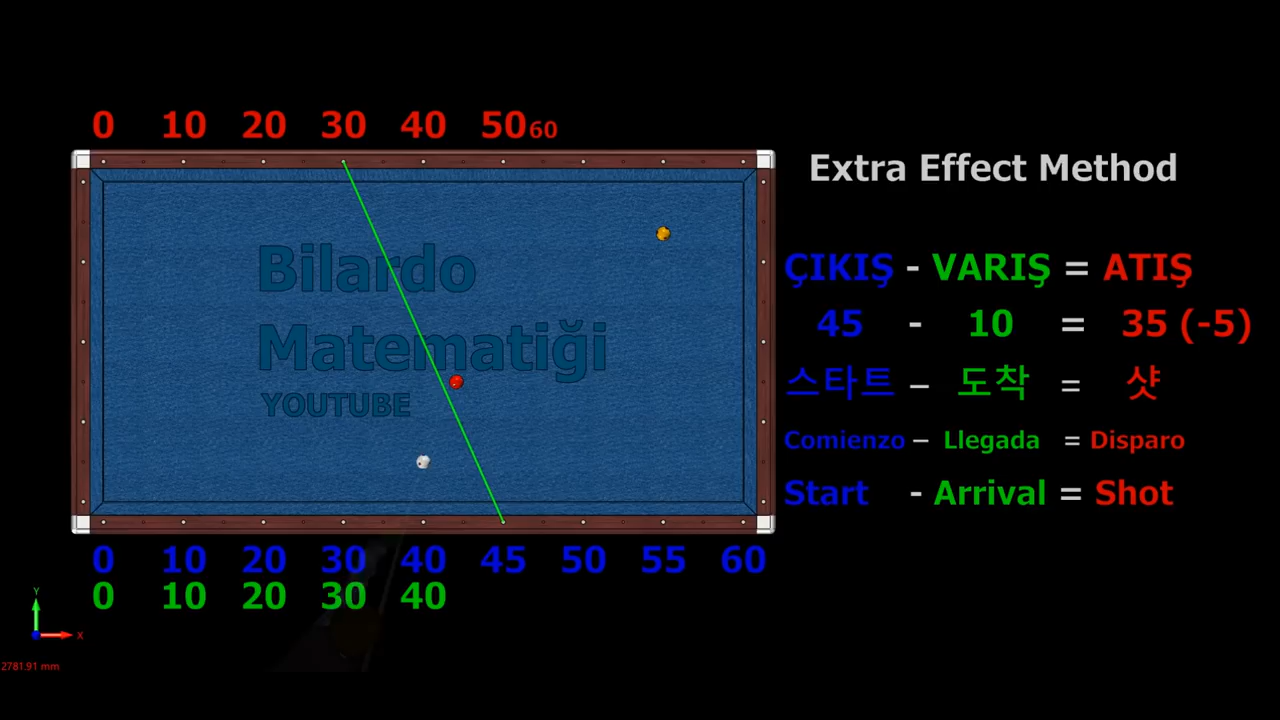 0 10 20 30 40 50 60
Extra Effect Method
Bilardo
Matematiği
YOUTUBE
ÇIKIŞ - VARIŞ = ATIŞ
45 - 10 = 35 (-5)
스타트 – 도착 = 샷
Comienzo – Llegada = Disparo
Start - Arrival = Shot
0 10 20 30 40 45 50 55 60
0 10 20 30 40
Y
X
2781.91 mm